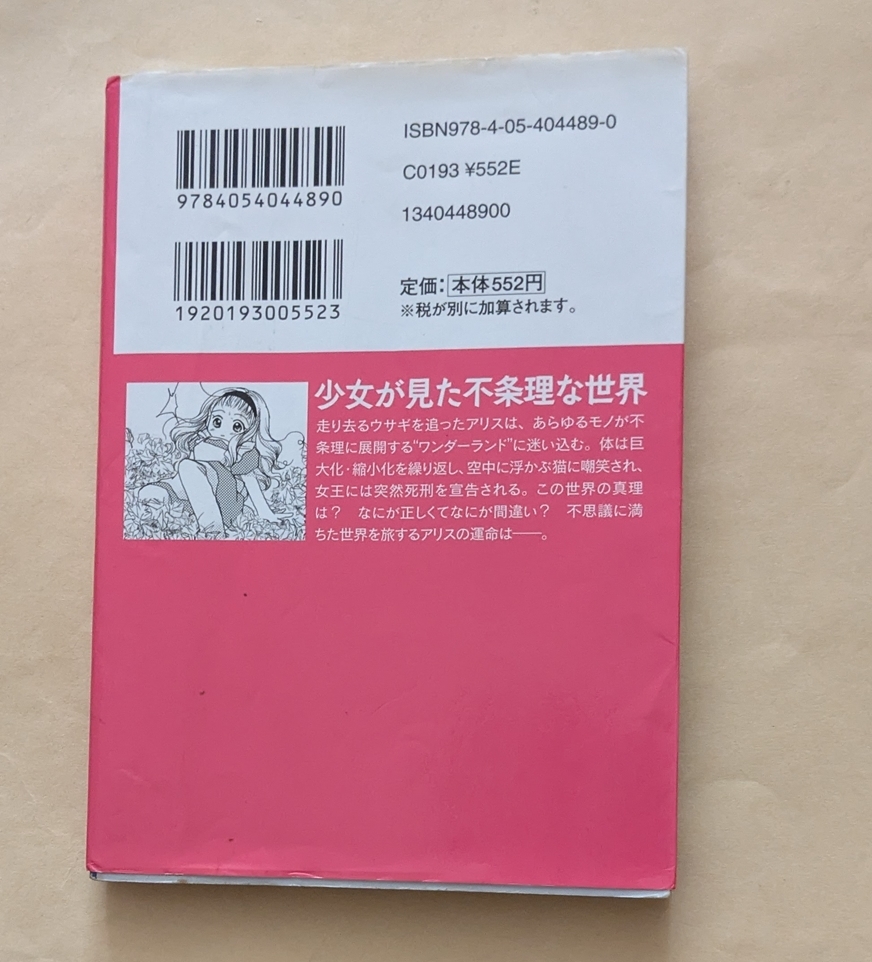 ISBN978-4-05-404489-0
C0193 ¥552E
1340448900
9784054044890
1920193005523
定価：本体552円
※税が別に加算されます。
少女が見た不条理な世界
走り去るウサギを追ったアリスは、あらゆるモノが不
条理に展開する“ワンダーランド”に迷い込む。体は巨
大化・縮小化を繰り返し、空中に浮かぶ猫に嘲笑され、
女王には突然死刑を宣告される。この世界の真理
は？　なにが正しくてなにが間違い？　不思議に満
ちた世界を旅するアリスの運命は――。